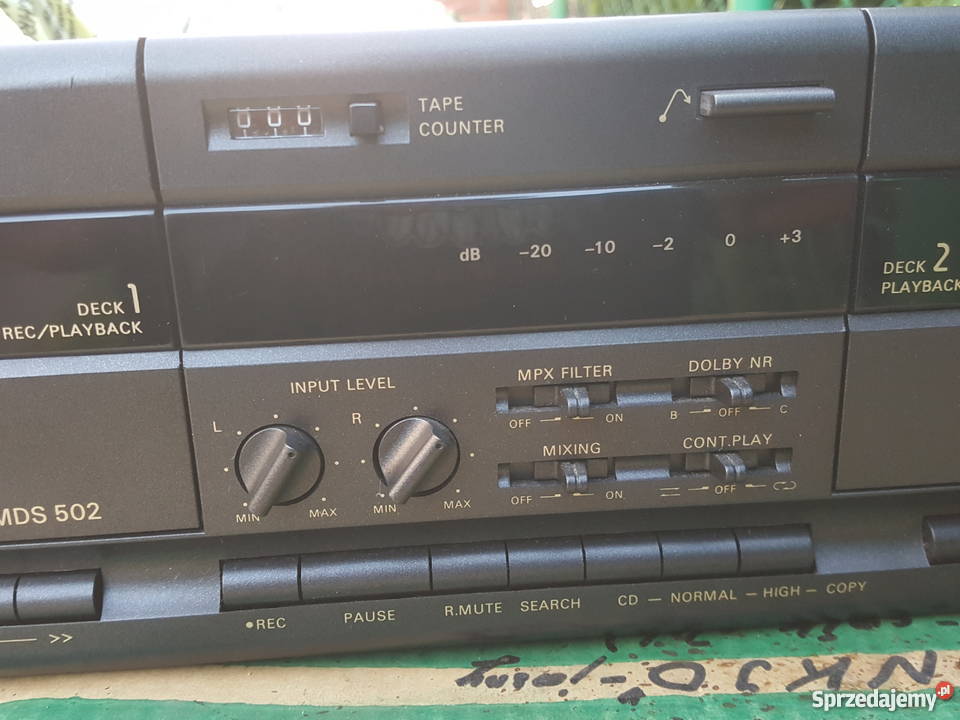 000
TAPE
COUNTER
dB -20 -10 -2 0 +3
DECK 1
REC/PLAYBACK
DECK 2
PLAYBACK
INPUT LEVEL
L
R
MIN MAX
MIN MAX
MPX FILTER
OFF ON
DOLBY NR
B OFF C
MIXING
OFF ON
CONT.PLAY
OFF
MDS 502
>>
•REC
PAUSE
R.MUTE
SEARCH
CD — NORMAL — HIGH — COPY
Sprzedajemy.pl